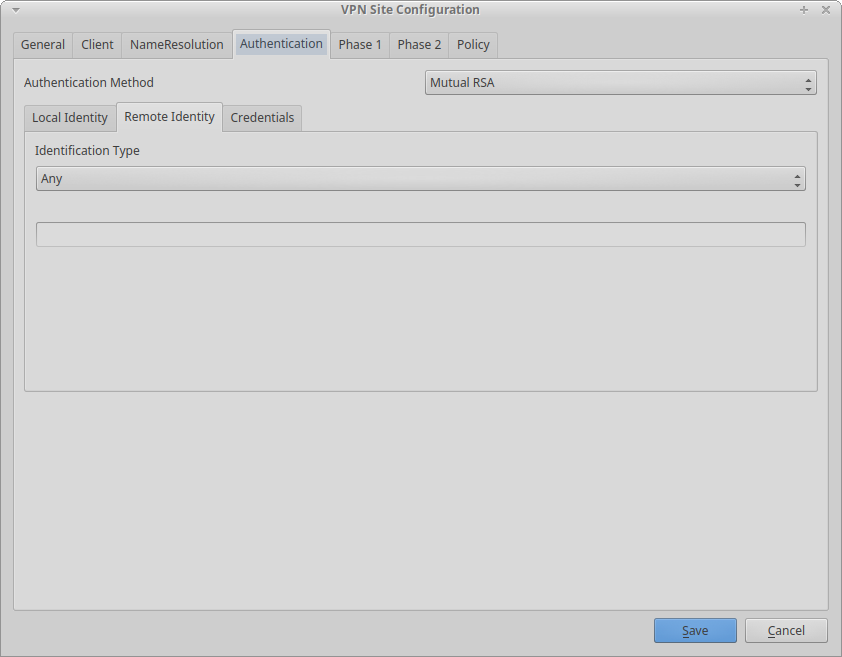 VPN Site Configuration
General Client NameResolution Authentication Phase 1 Phase 2 Policy
Authentication Method Mutual RSA
Local Identity Remote Identity Credentials
Identification Type
Any
Save Cancel